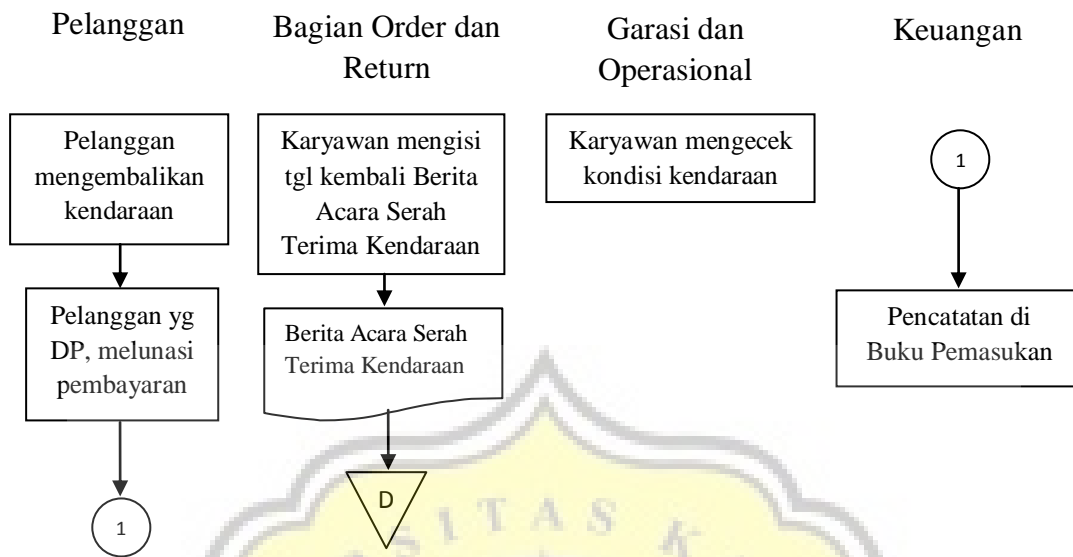 Pelanggan
Bagian Order dan
Return
Garasi dan
Operasional
Keuangan
Pelanggan
mengembalikan
kendaraan
Pelanggan yg
DP, melunasi
pembayaran
1
Karyawan mengisi
tgl kembali Berita
Acara Serah
Terima Kendaraan
Berita Acara Serah
Terima Kendaraan
D
Karyawan mengecek
kondisi kendaraan
1
Pencatatan di
Buku Pemasukan
SITAS K